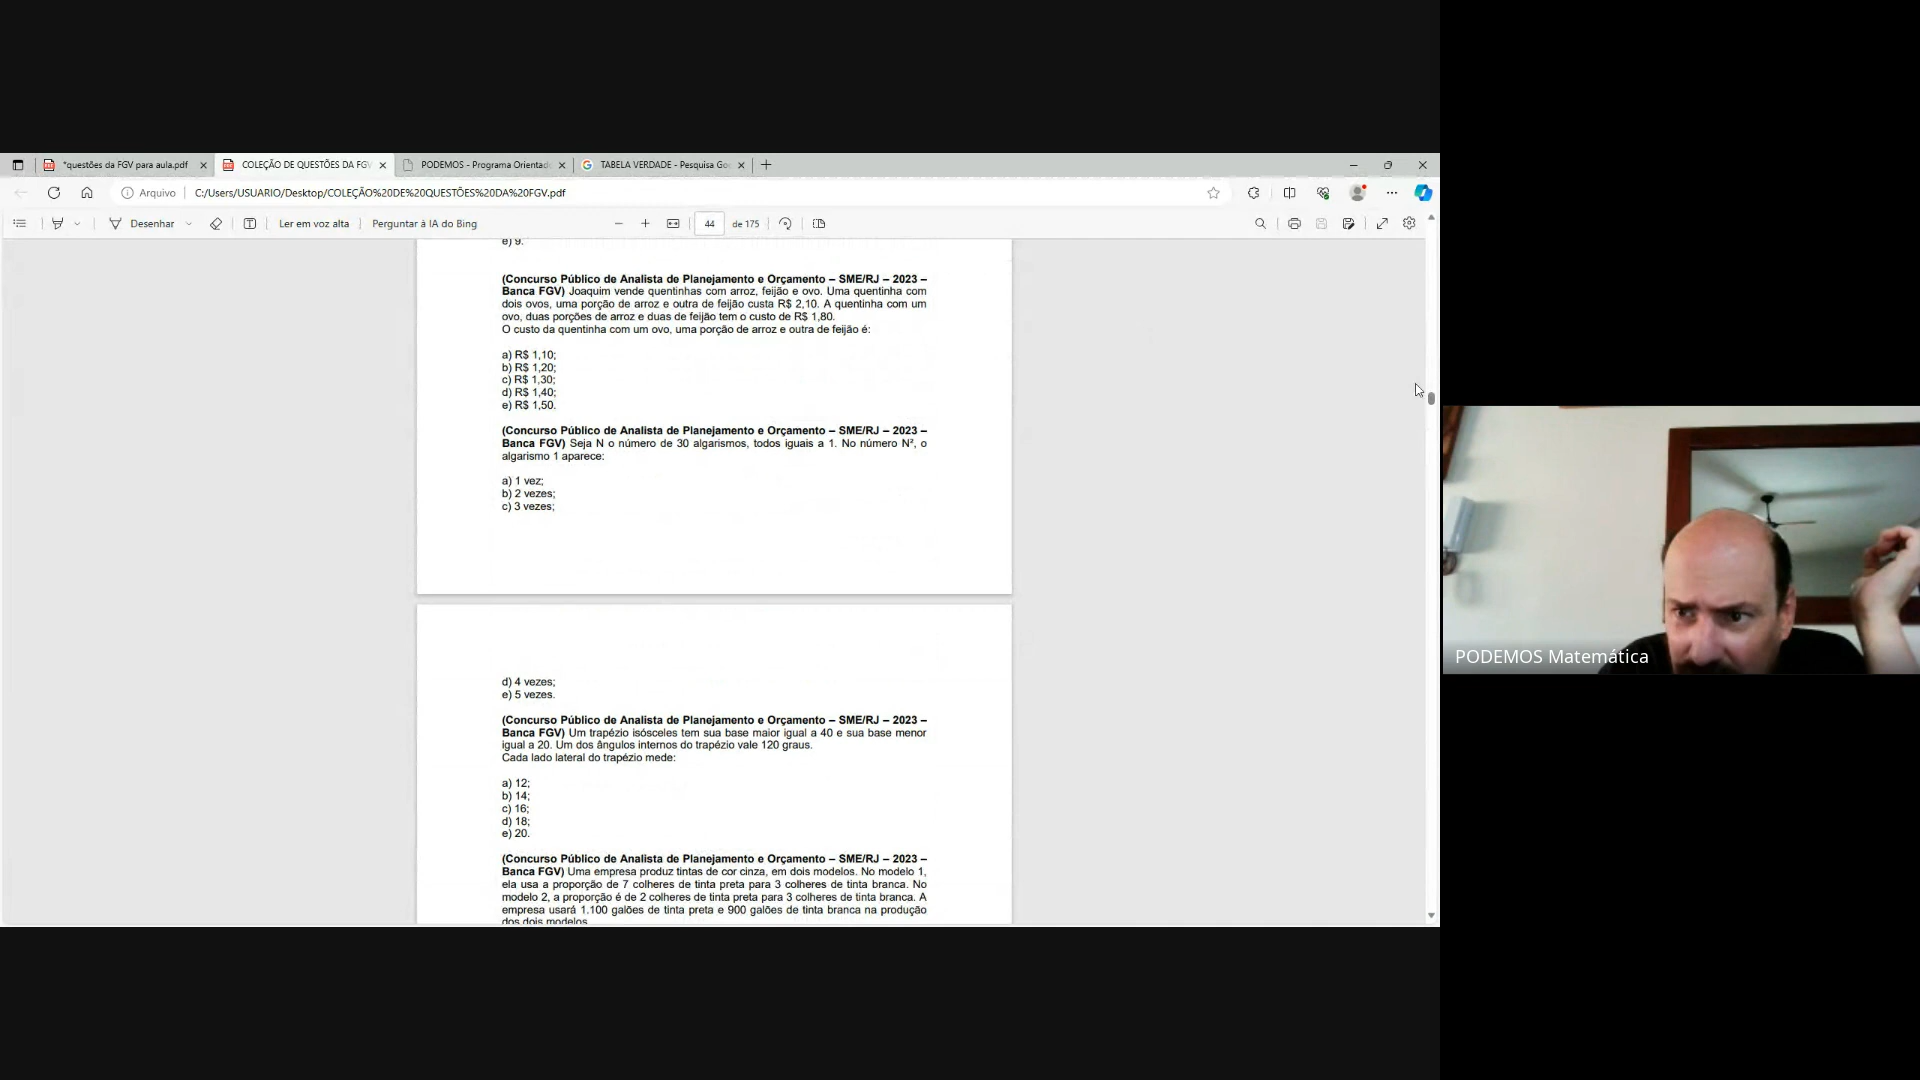 *questões da FGV para aula.pdf
COLEÇÃO DE QUESTÕES DA FGV
PODEMOS - Programa Orientad
TABELA VERDADE - Pesquisa Go
Arquivo
C:/Users/USUARIO/Desktop/COLEÇÃO%20DE%20QUESTÕES%20DA%20FGV.pdf
Desenhar
Ler em voz alta
Perguntar à IA do Bing
44
de 175
e) 9.
(Concurso Público de Analista de Planejamento e Orçamento – SME/RJ – 2023 –
Banca FGV) Joaquim vende quentinhas com arroz, feijão e ovo. Uma quentinha com
dois ovos, uma porção de arroz e outra de feijão custa R$ 2,10. A quentinha com um
ovo, duas porções de arroz e duas de feijão tem o custo de R$ 1,80.
O custo da quentinha com um ovo, uma porção de arroz e outra de feijão é:
a) R$ 1,10;
b) R$ 1,20;
c) R$ 1,30;
d) R$ 1,40;
e) R$ 1,50.
(Concurso Público de Analista de Planejamento e Orçamento – SME/RJ – 2023 –
Banca FGV) Seja N o número de 30 algarismos, todos iguais a 1. No número N², o
algarismo 1 aparece:
a) 1 vez;
b) 2 vezes;
c) 3 vezes;
d) 4 vezes;
e) 5 vezes.
(Concurso Público de Analista de Planejamento e Orçamento – SME/RJ – 2023 –
Banca FGV) Um trapézio isósceles tem sua base maior igual a 40 e sua base menor
igual a 20. Um dos ângulos internos do trapézio vale 120 graus.
Cada lado lateral do trapézio mede:
a) 12;
b) 14;
c) 16;
d) 18;
e) 20.
(Concurso Público de Analista de Planejamento e Orçamento – SME/RJ – 2023 –
Banca FGV) Uma empresa produz tintas de cor cinza, em dois modelos. No modelo 1,
ela usa a proporção de 7 colheres de tinta preta para 3 colheres de tinta branca. No
modelo 2, a proporção é de 2 colheres de tinta preta para 3 colheres de tinta branca. A
empresa usará 1.100 galões de tinta preta e 900 galões de tinta branca na produção
dos dois modelos.
PODEMOS Matemática